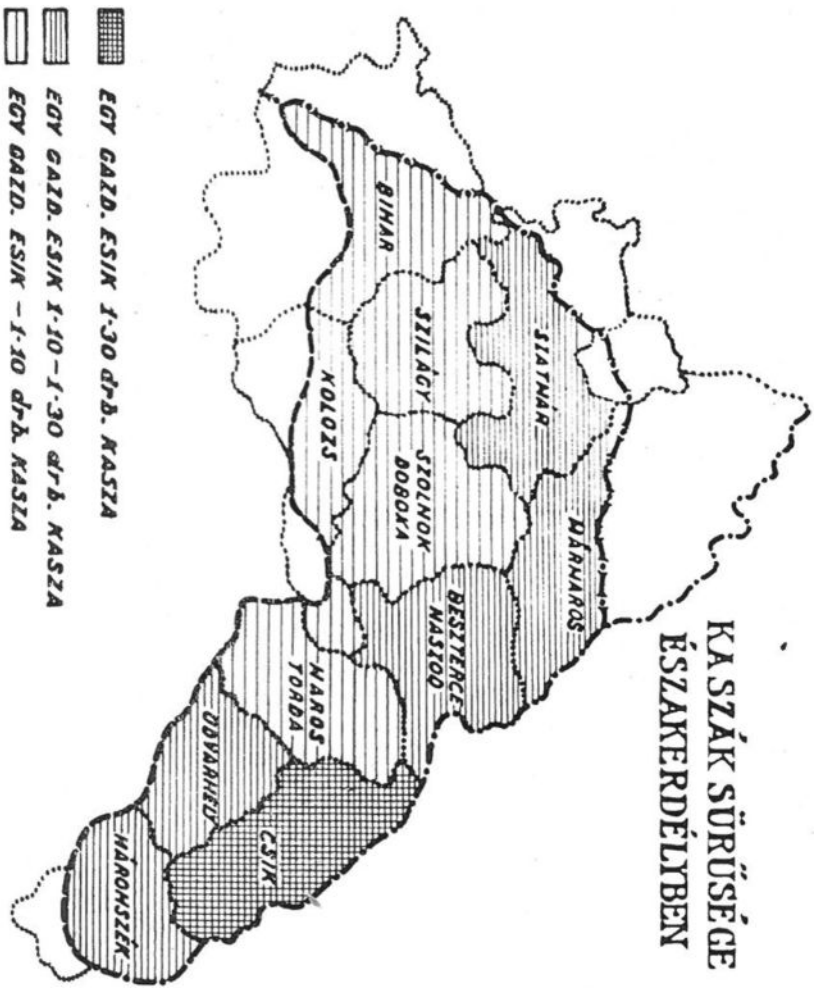 KASZÁK SŰRŰSÉGE
ÉSZAKERDÉLYBEN
BIHAR
SZATMÁR
SZILÁGY
KOLOZS
MÁRMAROS
SZOLNOK
DOBOKA
BESZTERCE-
NASZOD
MAROS
TORDA
UDVARHELY
CSIK
HÁROMSZÉK
EGY GAZD. ESIK 1·30 drb. KASZA
EGY GAZD. ESIK 1·10-1·30 drb. KASZA
EGY GAZD. ESIK -1·10 drb. KASZA